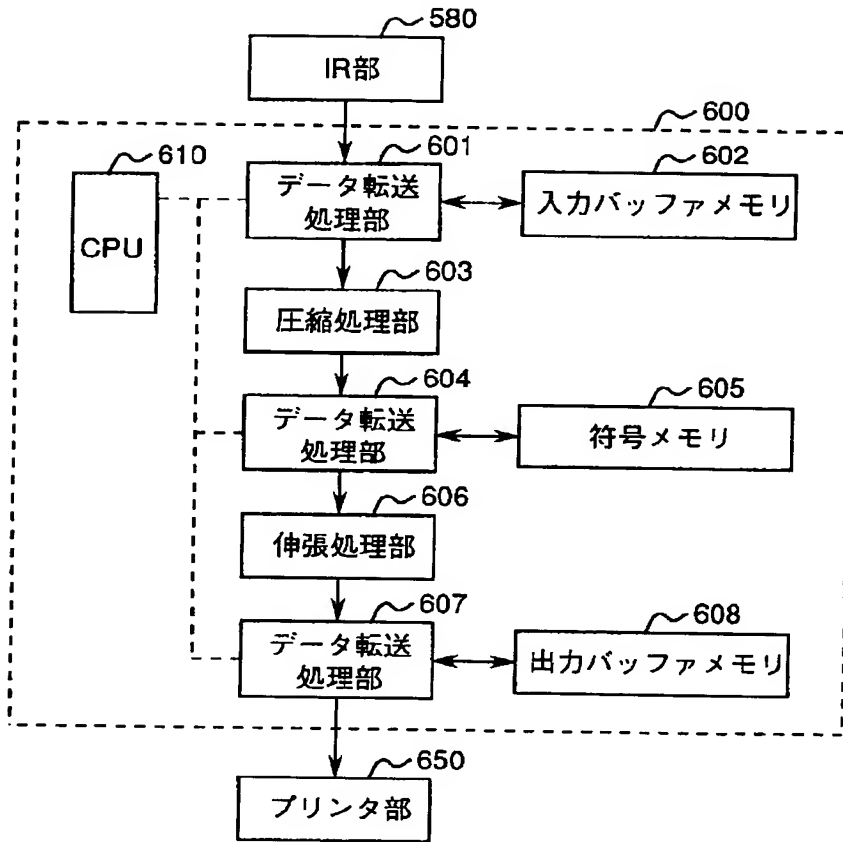 580
IR部
600
610
CPU
601
データ転送
処理部
602
入力バッファメモリ
603
圧縮処理部
604
データ転送
処理部
605
符号メモリ
606
伸張処理部
607
データ転送
処理部
608
出力バッファメモリ
650
プリンタ部